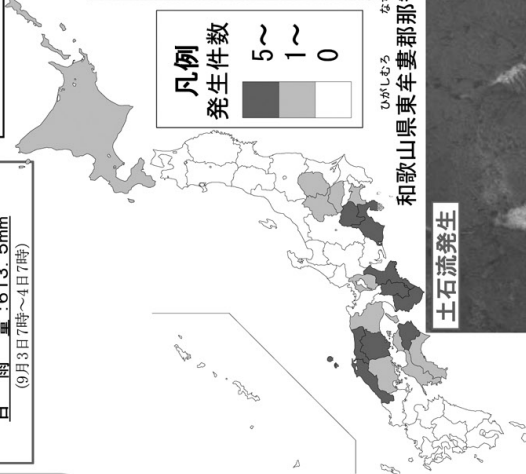 雨 量:613.5mm
(9月3日7時~4日7時)
凡例
発生件数
5~
1~
0
ひがしむろ
和歌山県東牟婁郡那
土石流発生